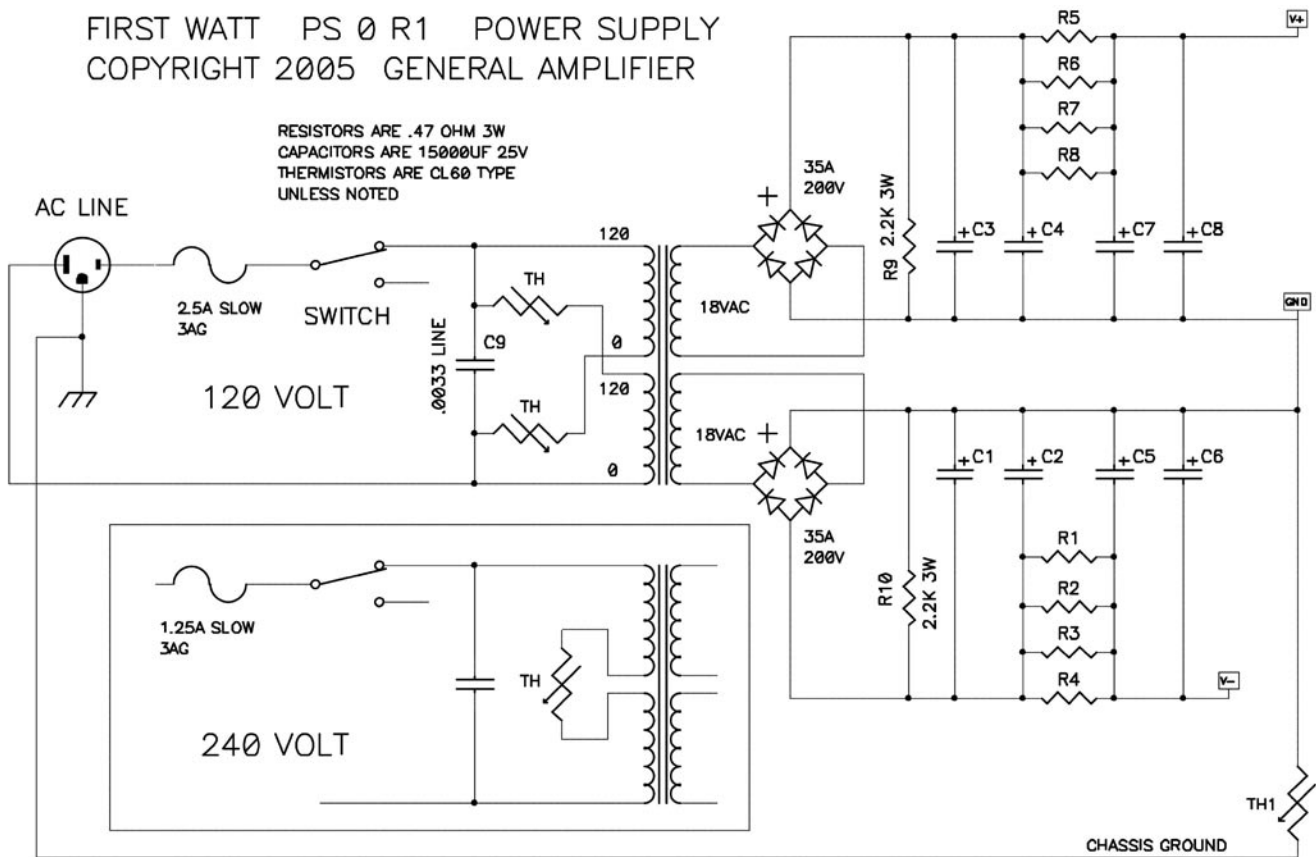 FIRST WATT PS 0 R1 POWER SUPPLY
COPYRIGHT 2005 GENERAL AMPLIFIER
RESISTORS ARE .47 OHM 3W
CAPACITORS ARE 15000UF 25V
THERMISTORS ARE CL60 TYPE
UNLESS NOTED
AC LINE
2.5A SLOW
3AG
SWITCH
120 VOLT
.0033 LINE
C9
TH
TH
120
0
120
0
18VAC
18VAC
+
35A
200V
+
35A
200V
R5
R6
R7
R8
R9 2.2K 3W
+ C3
+ C4
+ C7
+ C8
V+
GND
+ C1
+ C2
+ C5
+ C6
R10
2.2K 3W
R1
R2
R3
R4
V-
TH1
CHASSIS GROUND
1.25A SLOW
3AG
TH
240 VOLT